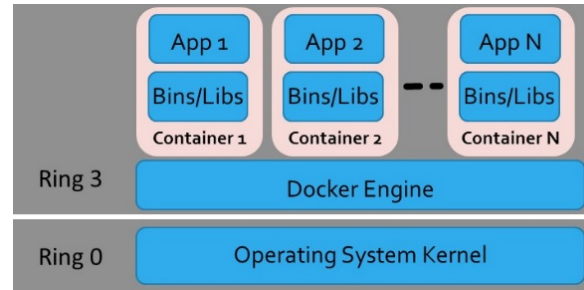 App 1
App 2
App N
Bins/Libs
Bins/Libs
Bins/Libs
Container 1
Container 2
Container N
Ring 3
Docker Engine
Ring 0
Operating System Kernel